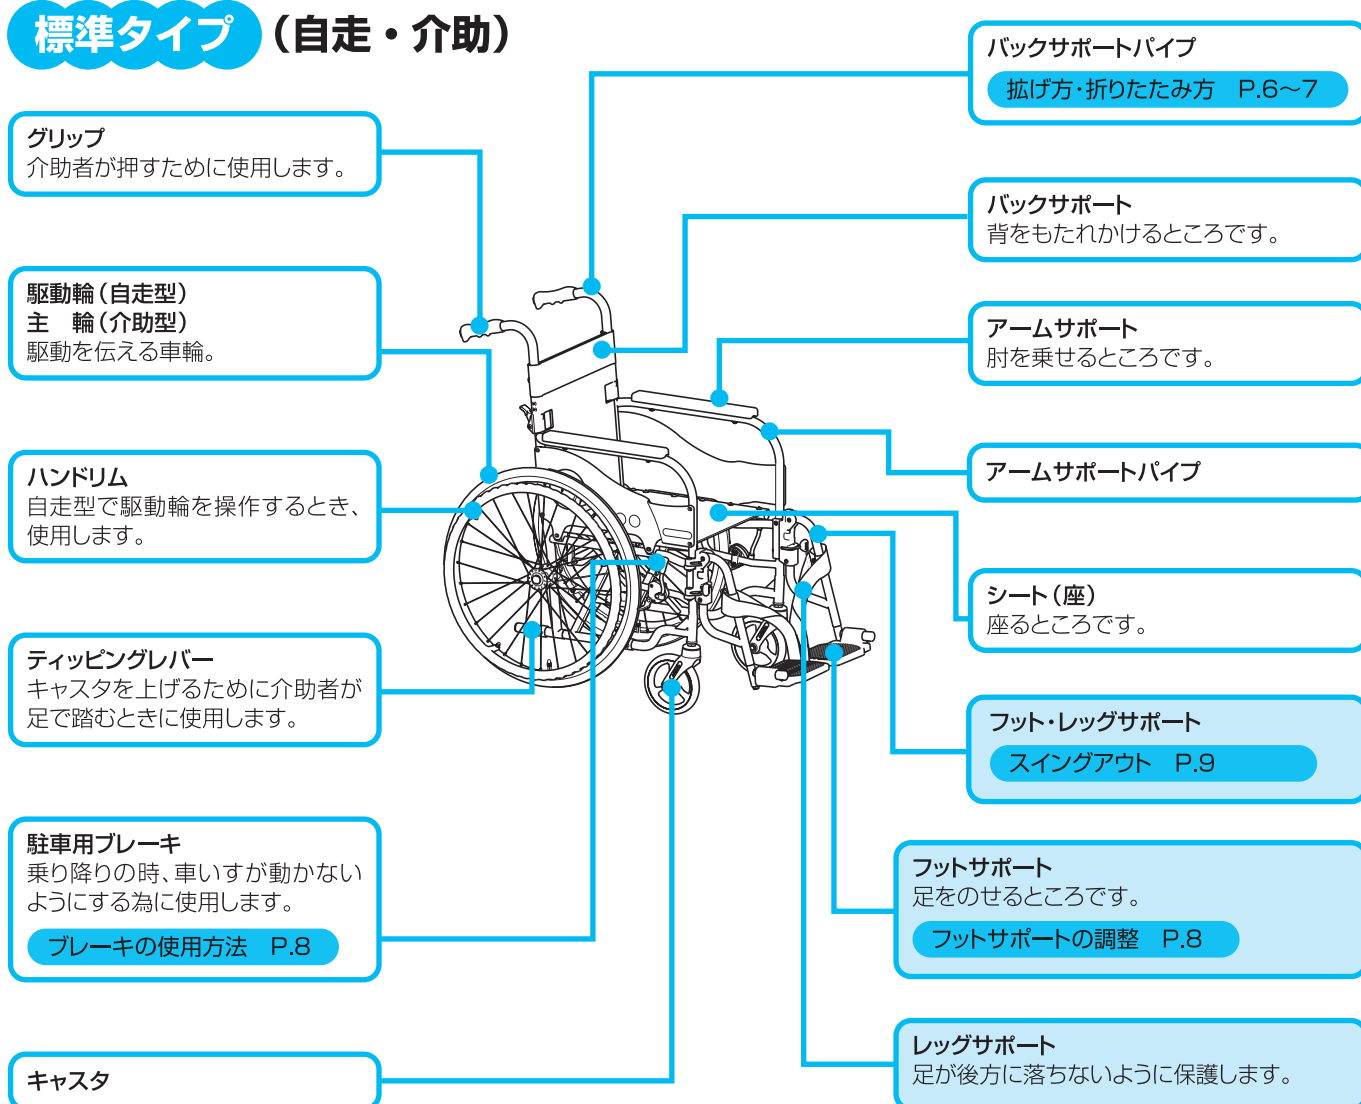 標準タイプ（自走・介助）
グリップ
介助者が押すために使用します。
駆動輪（自走型）
主　輪（介助型）
駆動を伝える車輪。
ハンドリム
自走型で駆動輪を操作するとき、
使用します。
ティッピングレバー
キャスタを上げるために介助者が
足で踏むときに使用します。
駐車用ブレーキ
乗り降りの時、車いすが動かない
ようにする為に使用します。
ブレーキの使用方法　P.8
キャスタ
バックサポートパイプ
拡げ方・折りたたみ方　P.6～7
バックサポート
背をもたれかけるところです。
アームサポート
肘を乗せるところです。
アームサポートパイプ
シート（座）
座るところです。
フット・レッグサポート
スイングアウト　P.9
フットサポート
足をのせるところです。
フットサポートの調整　P.8
レッグサポート
足が後方に落ちないように保護します。